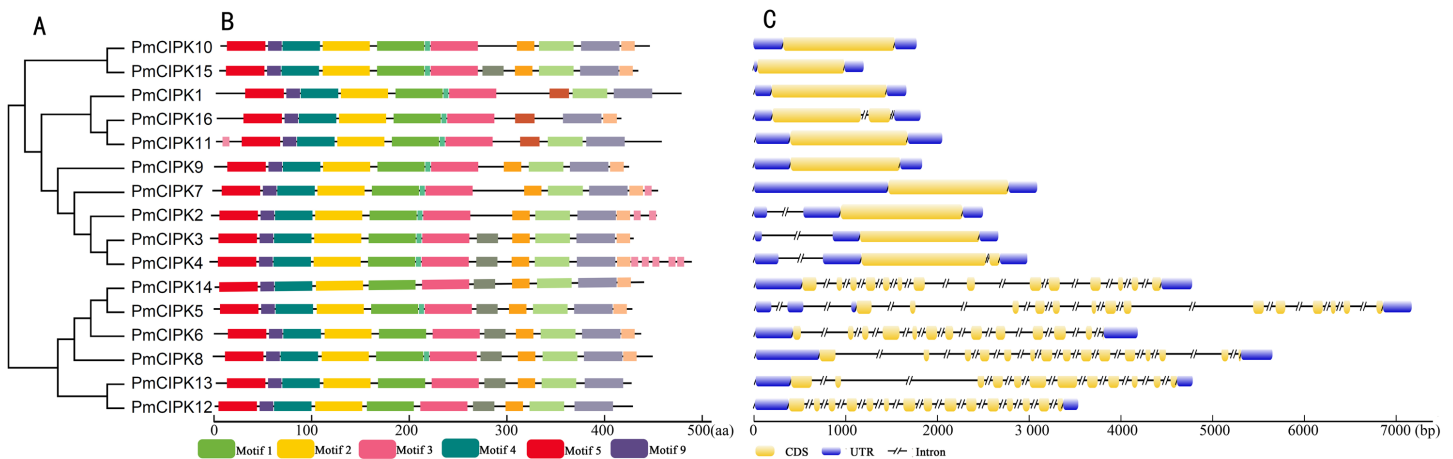 A B C
PmCIPK10
PmCIPK15
PmCIPK1
PmCIPK16
PmCIPK11
PmCIPK9
PmCIPK7
PmCIPK2
PmCIPK3
PmCIPK4
PmCIPK14
PmCIPK5
PmCIPK6
PmCIPK8
PmCIPK13
PmCIPK12
0 100 200 300 400 500(aa)
0 1000 2000 3 000 4000 5000 6000 7000 (bp)
Motif 1 Motif 2 Motif 3 Motif 4 Motif 5 Motif 9
CDS UTR Intron